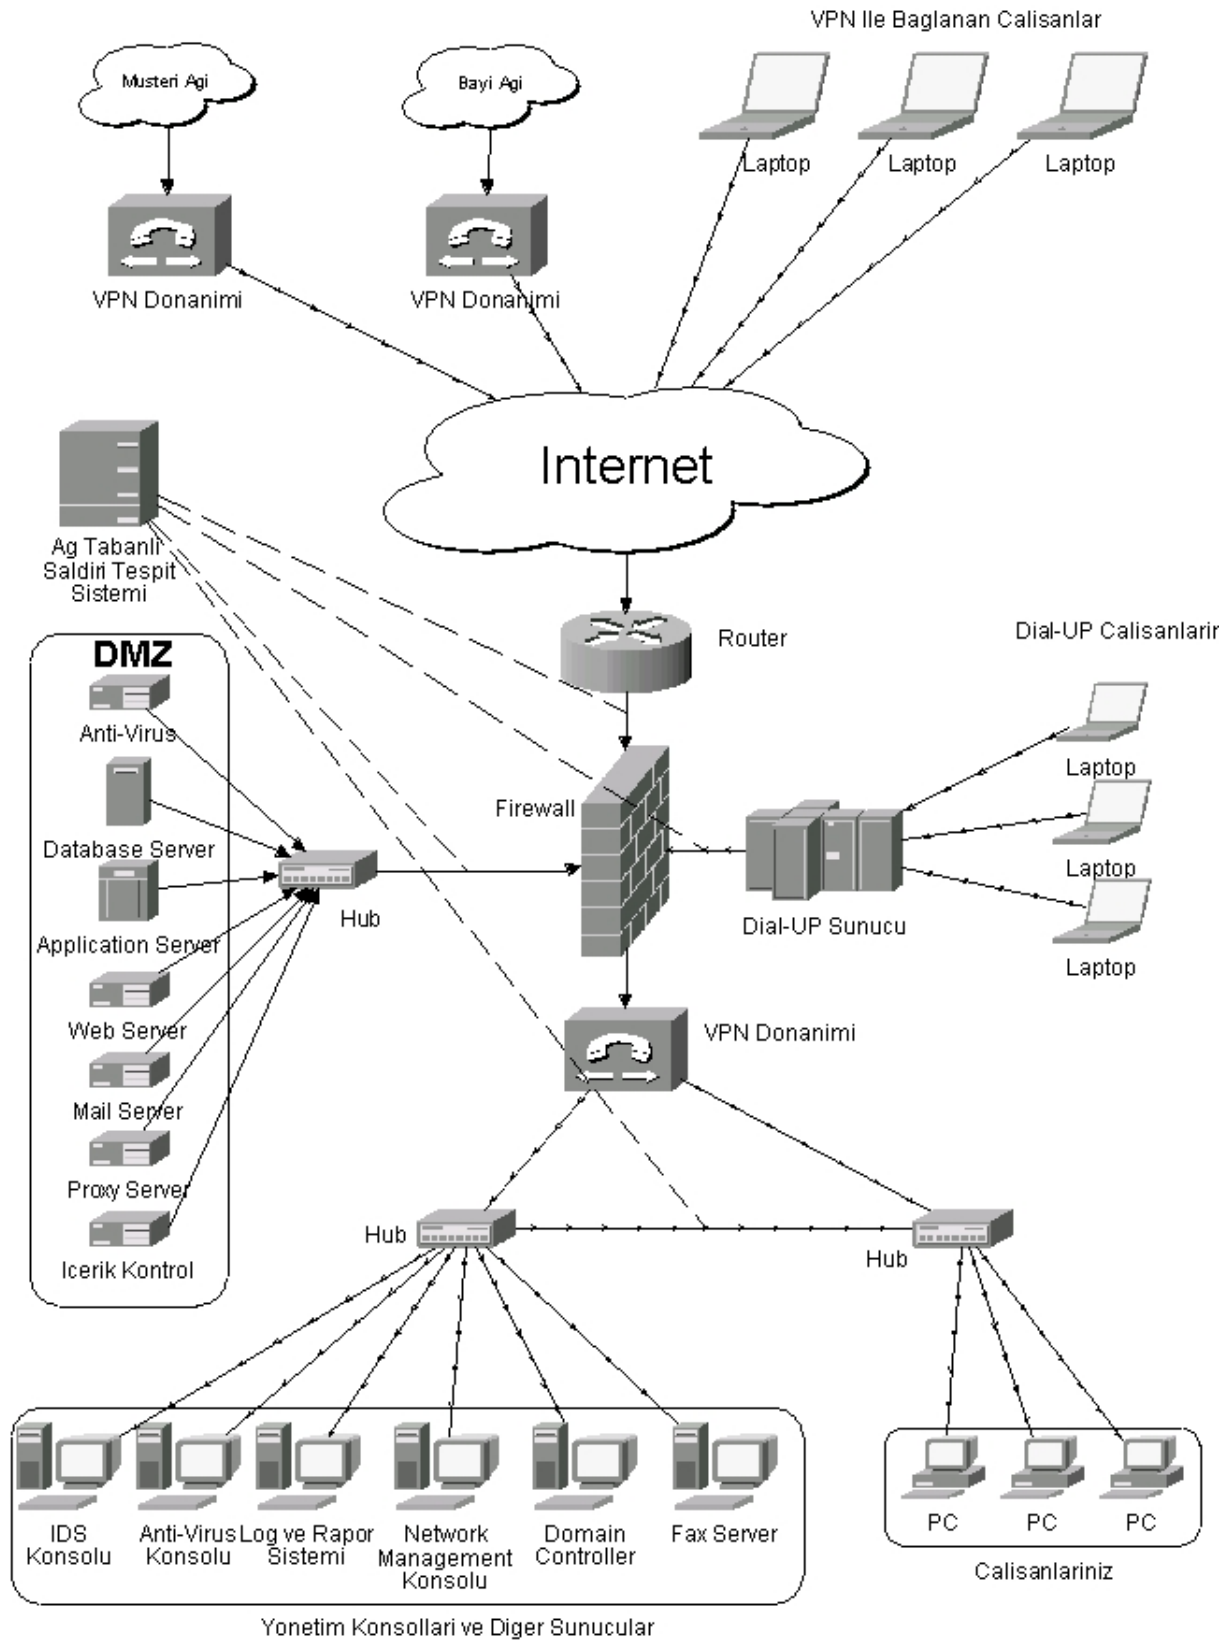 VPN Ile Baglanan Calisanlar
Musteri Agi
Bayi Agi
Laptop
Laptop
Laptop
VPN Donanimi
VPN Donanimi
Internet
Ag Tabanli
Saldiri Tespit
Sistemi
Router
Dial-UP Calisanlarir
DMZ
Anti-Virus
Laptop
Firewall
Database Server
Laptop
Hub
Dial-UP Sunucu
Application Server
Laptop
Web Server
VPN Donanimi
Mail Server
Proxy Server
Hub
Hub
Icerik Kontrol
IDS
Konsolu
Anti-Virus
Konsolu
Log ve Rapor
Sistemi
Network
Management
Konsolu
Domain
Controller
Fax Server
PC
PC
PC
Calisanlariniz
Yonetim Konsollari ve Diger Sunucular